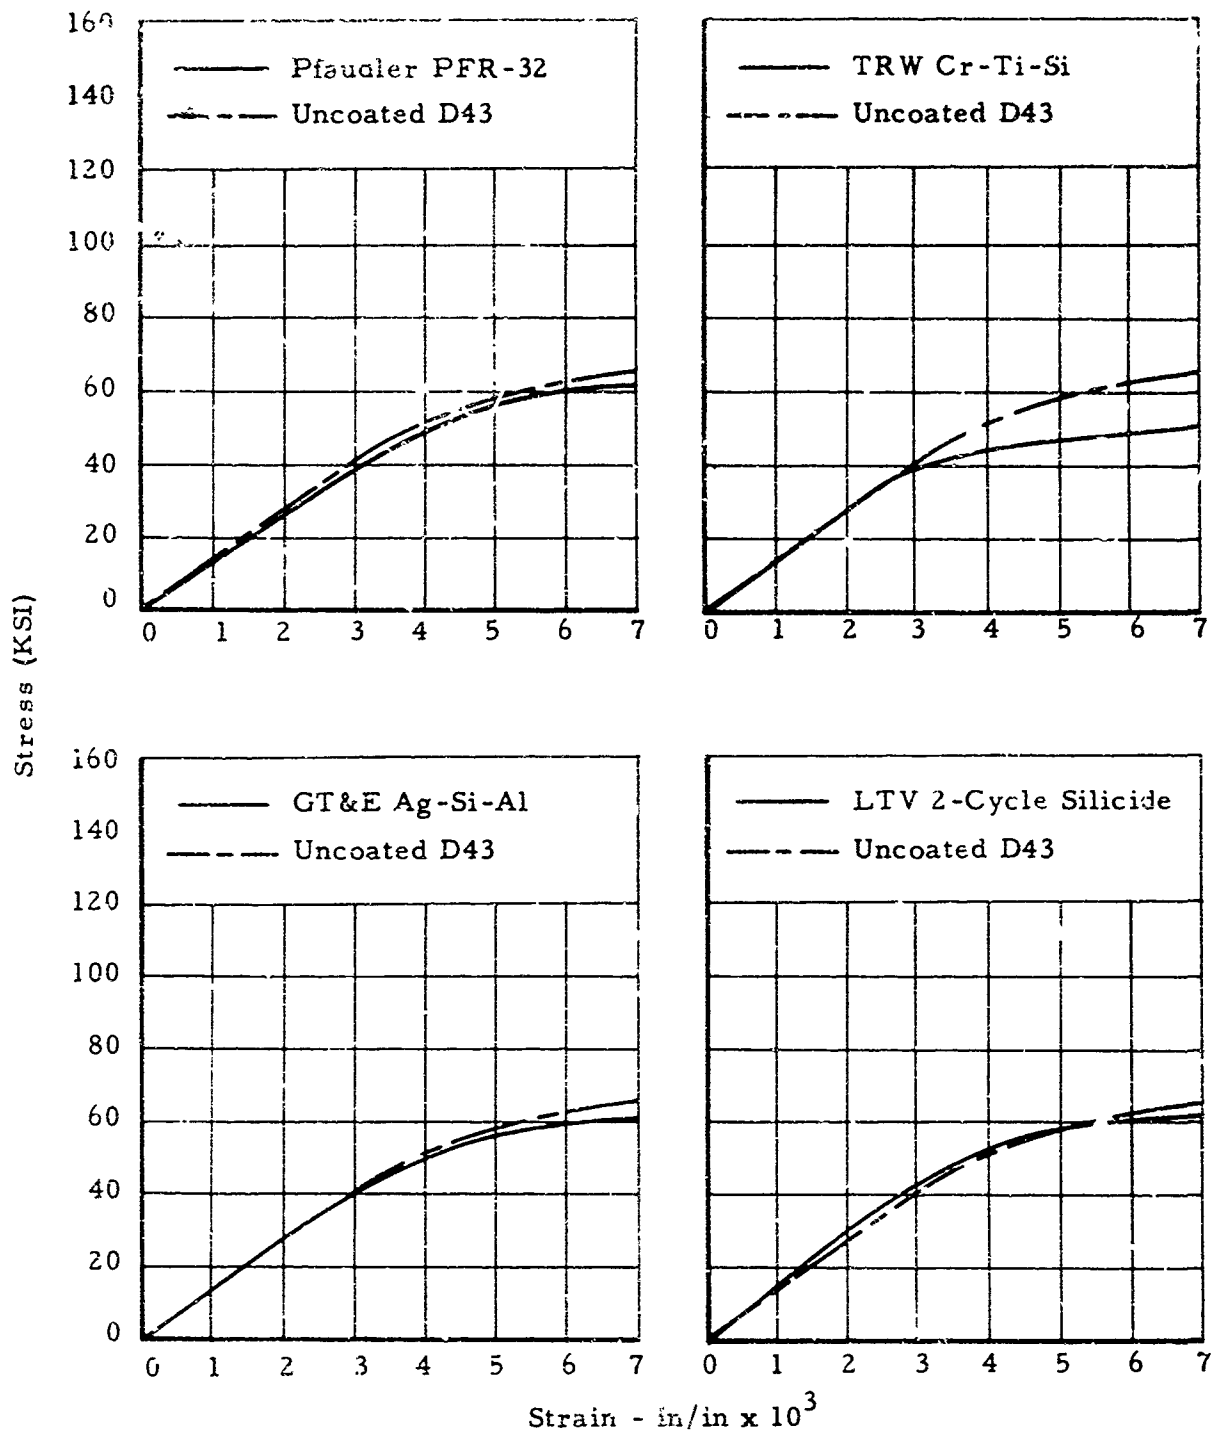 160
140
120
100
80
60
40
20
0
Pfaudler PFR-32
Uncoated D43
0 1 2 3 4 5 6 7
TRW Cr-Ti-Si
Uncoated D43
0 1 2 3 4 5 6 7
Stress (KSI)
160
140
120
100
80
60
40
20
0
GT&E Ag-Si-Al
Uncoated D43
0 1 2 3 4 5 6 7
LTV 2-Cycle Silicide
Uncoated D43
0 1 2 3 4 5 6 7
Strain - in/in x 10³